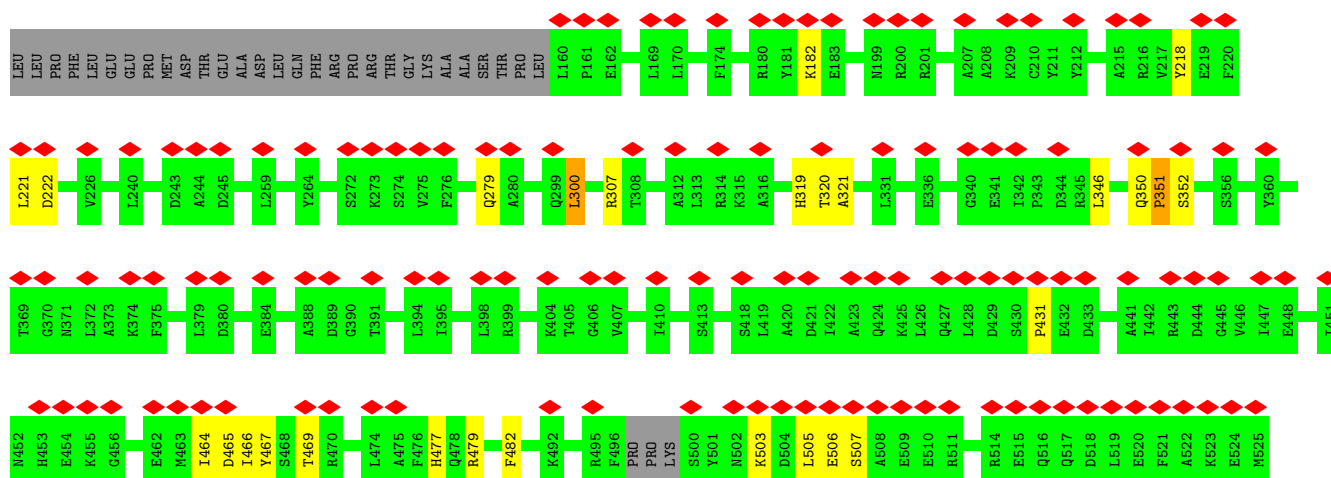 LEU LEU PRO PHE LEU GLU GLU PRO MET ASP THR GLU ALA ASP LEU GLN PHE ARG PRO ARG THR GLY LYS ALA ALA SER THR PRO LEU L160 P161 E162 L169 L170 F174 R180 Y181 K182 E183 N199 R200 R201 A207 A208 K209 C210 Y211 Y212 A215 R216 V217 Y218 E219 F220
L221 D222 V226 L240 D243 A244 D245 L259 Y264 S272 K273 S274 V275 F276 Q279 A280 Q299 L300 R307 T308 A312 L313 R314 K315 A316 H319 T320 A321 L331 E336 G340 E341 I342 P343 D344 R345 L346 Q350 P351 S352 S356 Y360
T369 G370 N371 L372 A373 K374 F375 L379 D380 E384 A388 D389 G390 T391 L394 I395 L398 R399 K404 T405 G406 V407 I410 S413 S418 L419 A420 D421 I422 A423 Q424 K425 L426 Q427 L428 D429 S430 P431 E432 D433 A441 I442 R443 D444 G445 V446 I447 E448 I451
N452 H453 E454 K455 G456 E462 M463 I464 D465 I466 Y467 S468 T469 R470 L474 A475 F476 H477 Q478 R479 F482 K492 R495 F496 PRO PRO LYS S500 Y501 N502 K503 D504 L505 E506 S507 A508 E509 E510 R511 R514 E515 Q516 Q517 D518 L519 E520 F521 A522 K523 E524 M525